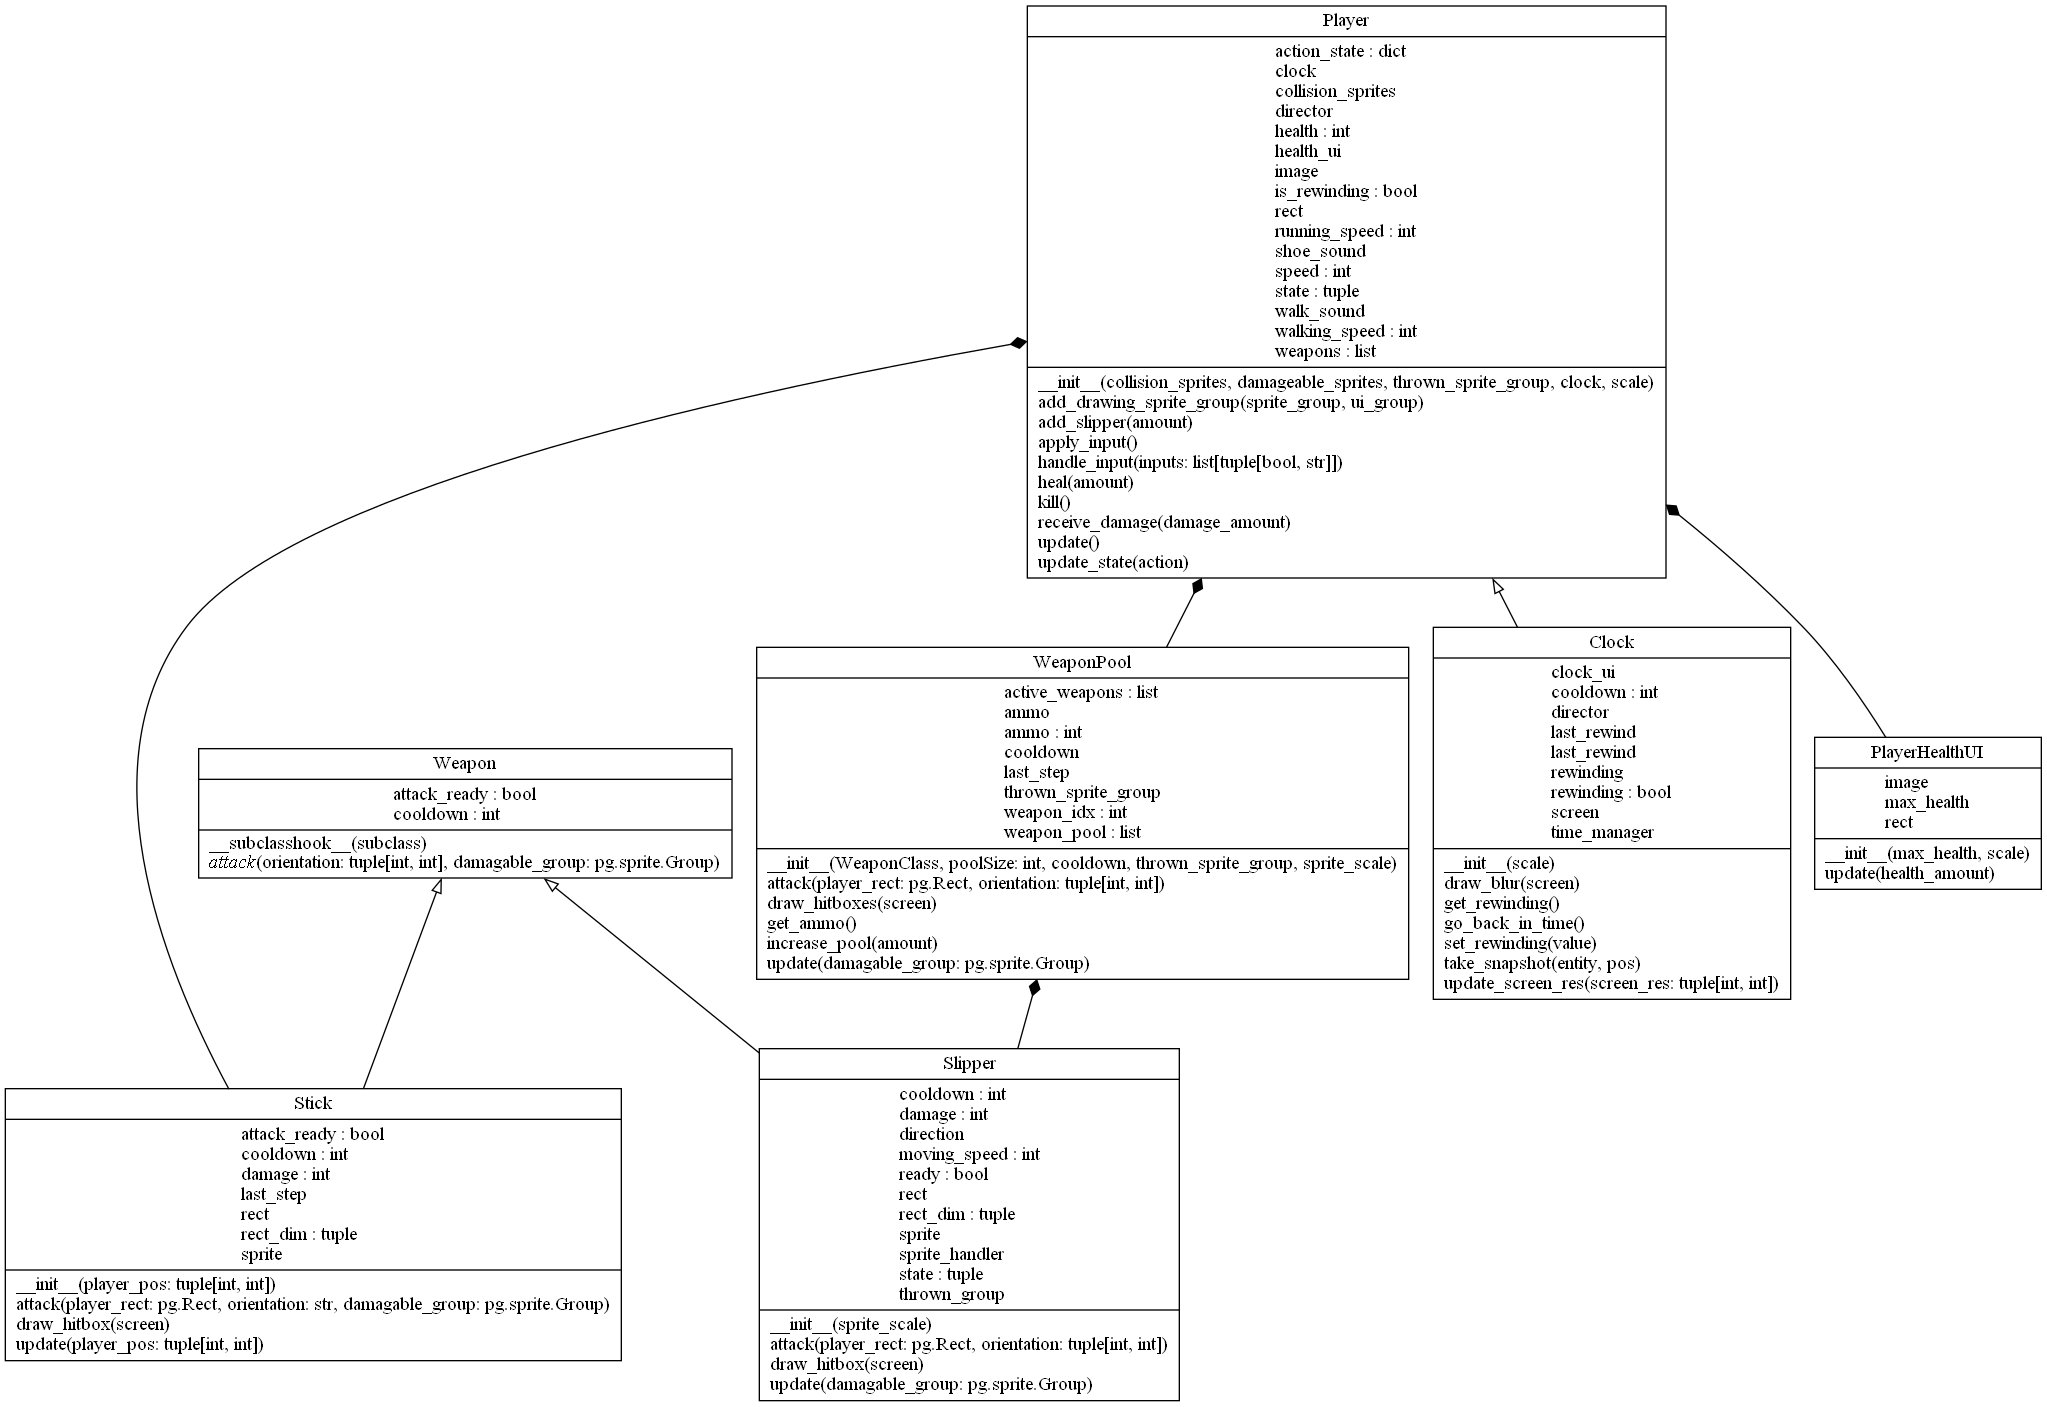 Player
action_state : dict
clock
collision_sprites
director
health : int
health_ui
image
is_rewinding : bool
rect
running_speed : int
shoe_sound
speed : int
state : tuple
walk_sound
walking_speed : int
weapons : list
__init__(collision_sprites, damageable_sprites, thrown_sprite_group, clock, scale)
add_drawing_sprite_group(sprite_group, ui_group)
add_slipper(amount)
apply_input()
handle_input(inputs: list[tuple[bool, str]])
heal(amount)
kill()
receive_damage(damage_amount)
update()
update_state(action)
Weapon
attack_ready : bool
cooldown : int
__subclasshook__(subclass)
attack(orientation: tuple[int, int], damagable_group: pg.sprite.Group)
WeaponPool
active_weapons : list
ammo
ammo : int
cooldown
last_step
thrown_sprite_group
weapon_idx : int
weapon_pool : list
__init__(WeaponClass, poolSize: int, cooldown, thrown_sprite_group, sprite_scale)
attack(player_rect: pg.Rect, orientation: tuple[int, int])
draw_hitboxes(screen)
get_ammo()
increase_pool(amount)
update(damagable_group: pg.sprite.Group)
Clock
clock_ui
cooldown : int
director
last_rewind
last_rewind
rewinding
rewinding : bool
screen
time_manager
__init__(scale)
draw_blur(screen)
get_rewinding()
go_back_in_time()
set_rewinding(value)
take_snapshot(entity, pos)
update_screen_res(screen_res: tuple[int, int])
PlayerHealthUI
image
max_health
rect
__init__(max_health, scale)
update(health_amount)
Stick
attack_ready : bool
cooldown : int
damage : int
last_step
rect
rect_dim : tuple
sprite
__init__(player_pos: tuple[int, int])
attack(player_rect: pg.Rect, orientation: str, damagable_group: pg.sprite.Group)
draw_hitbox(screen)
update(player_pos: tuple[int, int])
Slipper
cooldown : int
damage : int
direction
moving_speed : int
ready : bool
rect
rect_dim : tuple
sprite
sprite_handler
state : tuple
thrown_group
__init__(sprite_scale)
attack(player_rect: pg.Rect, orientation: tuple[int, int])
draw_hitbox(screen)
update(damagable_group: pg.sprite.Group)